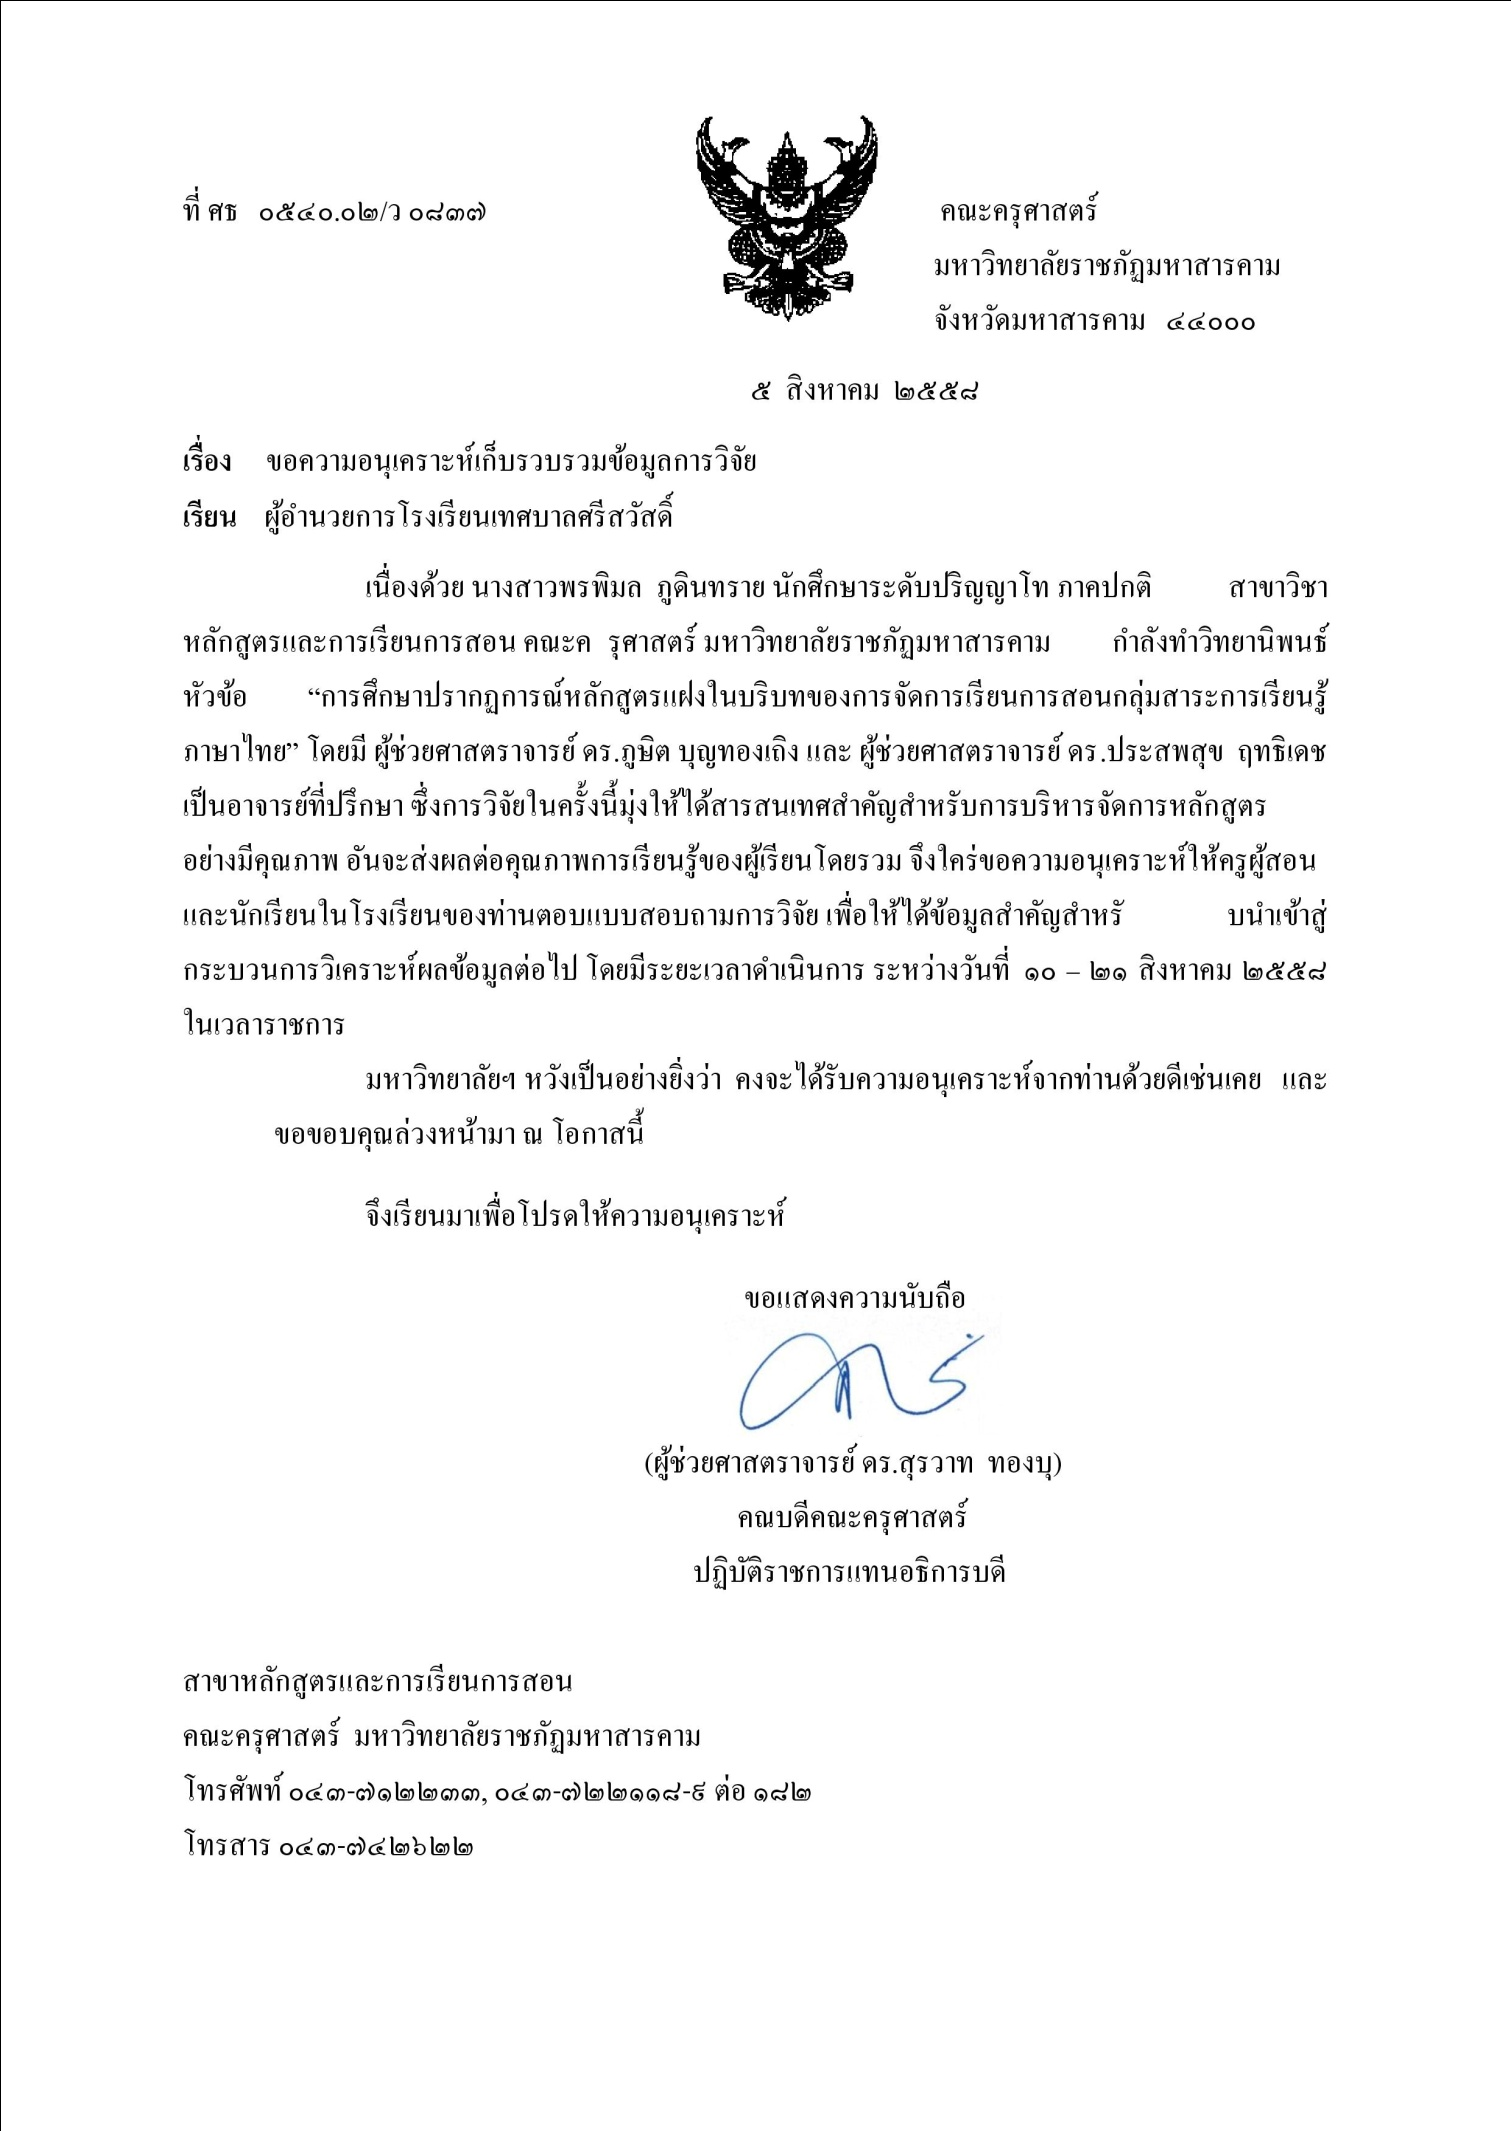 ที่ ศธ ๐๕๔๐.๐๒/ว ๐๘๓๗
คณะครุศาสตร์
มหาวิทยาลัยราชภัฏมหาสารคาม
จังหวัดมหาสารคาม ๔๔๐๐๐
๕ สิงหาคม ๒๕๕๘
เรื่อง ขอความอนุเคราะห์เก็บรวบรวมข้อมูลการวิจัย
เรียน ผู้อำนวยการโรงเรียนเทศบาลศรีสวัสดิ์
เนื่องด้วย นางสาวพรพิมล ภูดินทราย นักศึกษาระดับปริญญาโท ภาคปกติ สาขาวิชา
หลักสูตรและการเรียนการสอน คณะค รุศาสตร์ มหาวิทยาลัยราชภัฏมหาสารคาม กำลังทำวิทยานิพนธ์
หัวข้อ “การศึกษาปรากฏการณ์หลักสูตรแฝงในบริบทของการจัดการเรียนการสอนกลุ่มสาระการเรียนรู้
ภาษาไทย” โดยมี ผู้ช่วยศาสตราจารย์ ดร.ภูษิต บุญทองเถิง และ ผู้ช่วยศาสตราจารย์ ดร.ประสพสุข ฤทธิเดช
เป็นอาจารย์ที่ปรึกษา ซึ่งการวิจัยในครั้งนี้มุ่งให้ได้สารสนเทศสำคัญสำหรับการบริหารจัดการหลักสูตร
อย่างมีคุณภาพ อันจะส่งผลต่อคุณภาพการเรียนรู้ของผู้เรียนโดยรวม จึงใคร่ขอความอนุเคราะห์ให้ครูผู้สอน
และนักเรียนในโรงเรียนของท่านตอบแบบสอบถามการวิจัย เพื่อให้ได้ข้อมูลสำคัญสำหรั บนำเข้าสู่
กระบวนการวิเคราะห์ผลข้อมูลต่อไป โดยมีระยะเวลาดำเนินการ ระหว่างวันที่ ๑๐ – ๒๑ สิงหาคม ๒๕๕๘
ในเวลาราชการ
มหาวิทยาลัยฯ หวังเป็นอย่างยิ่งว่า คงจะได้รับความอนุเคราะห์จากท่านด้วยดีเช่นเคย และ
ขอขอบคุณล่วงหน้ามา ณ โอกาสนี้
จึงเรียนมาเพื่อโปรดให้ความอนุเคราะห์
ขอแสดงความนับถือ
(ผู้ช่วยศาสตราจารย์ ดร.สุรวาท ทองบุ)
คณบดีคณะครุศาสตร์
ปฏิบัติราชการแทนอธิการบดี
สาขาหลักสูตรและการเรียนการสอน
คณะครุศาสตร์ มหาวิทยาลัยราชภัฏมหาสารคาม
โทรศัพท์ ๐๔๓-๗๑๒๒๓๓, ๐๔๓-๗๒๒๑๑๘-๙ ต่อ ๑๘๒
โทรสาร ๐๔๓-๗๔๒๖๒๒